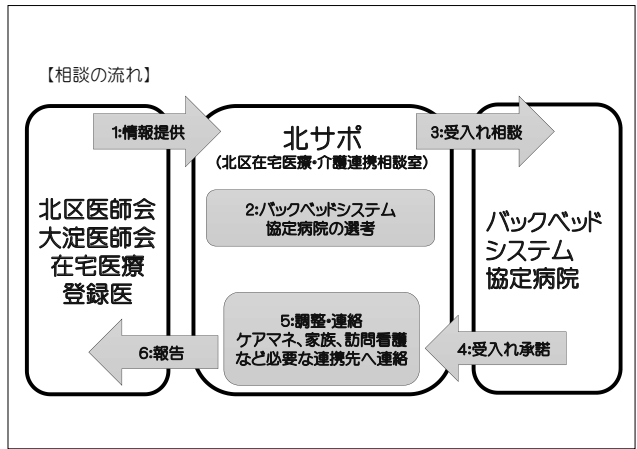 【相談の流れ】
1:情報提供
北サポ
(北区在宅医療・介護連携相談室)
3:受入れ相談
北区医師会
大淀医師会
在宅医療
登録医
2:バックベッドシステム
協定病院の選考
バックベッド
システム
協定病院
5:調整・連絡
ケアマネ、家族、訪問看護
など必要な連携先へ連絡
6:報告
4:受入れ承諾